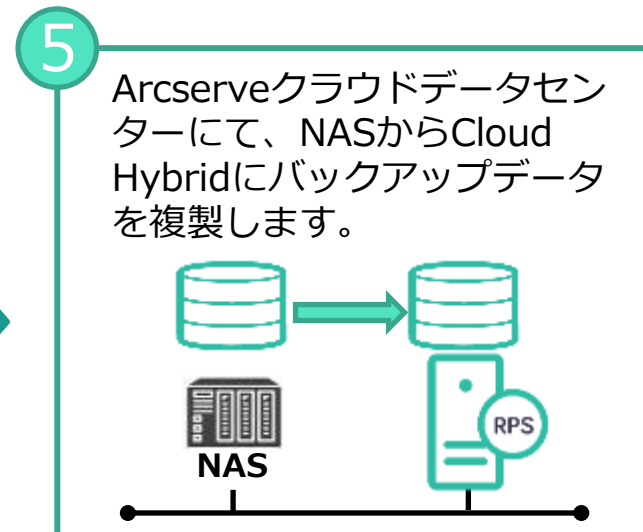 5
Arcserveクラウドデータセン
ターにて、NASからCloud
Hybridにバックアップデータ
を複製します。
RPS
NAS